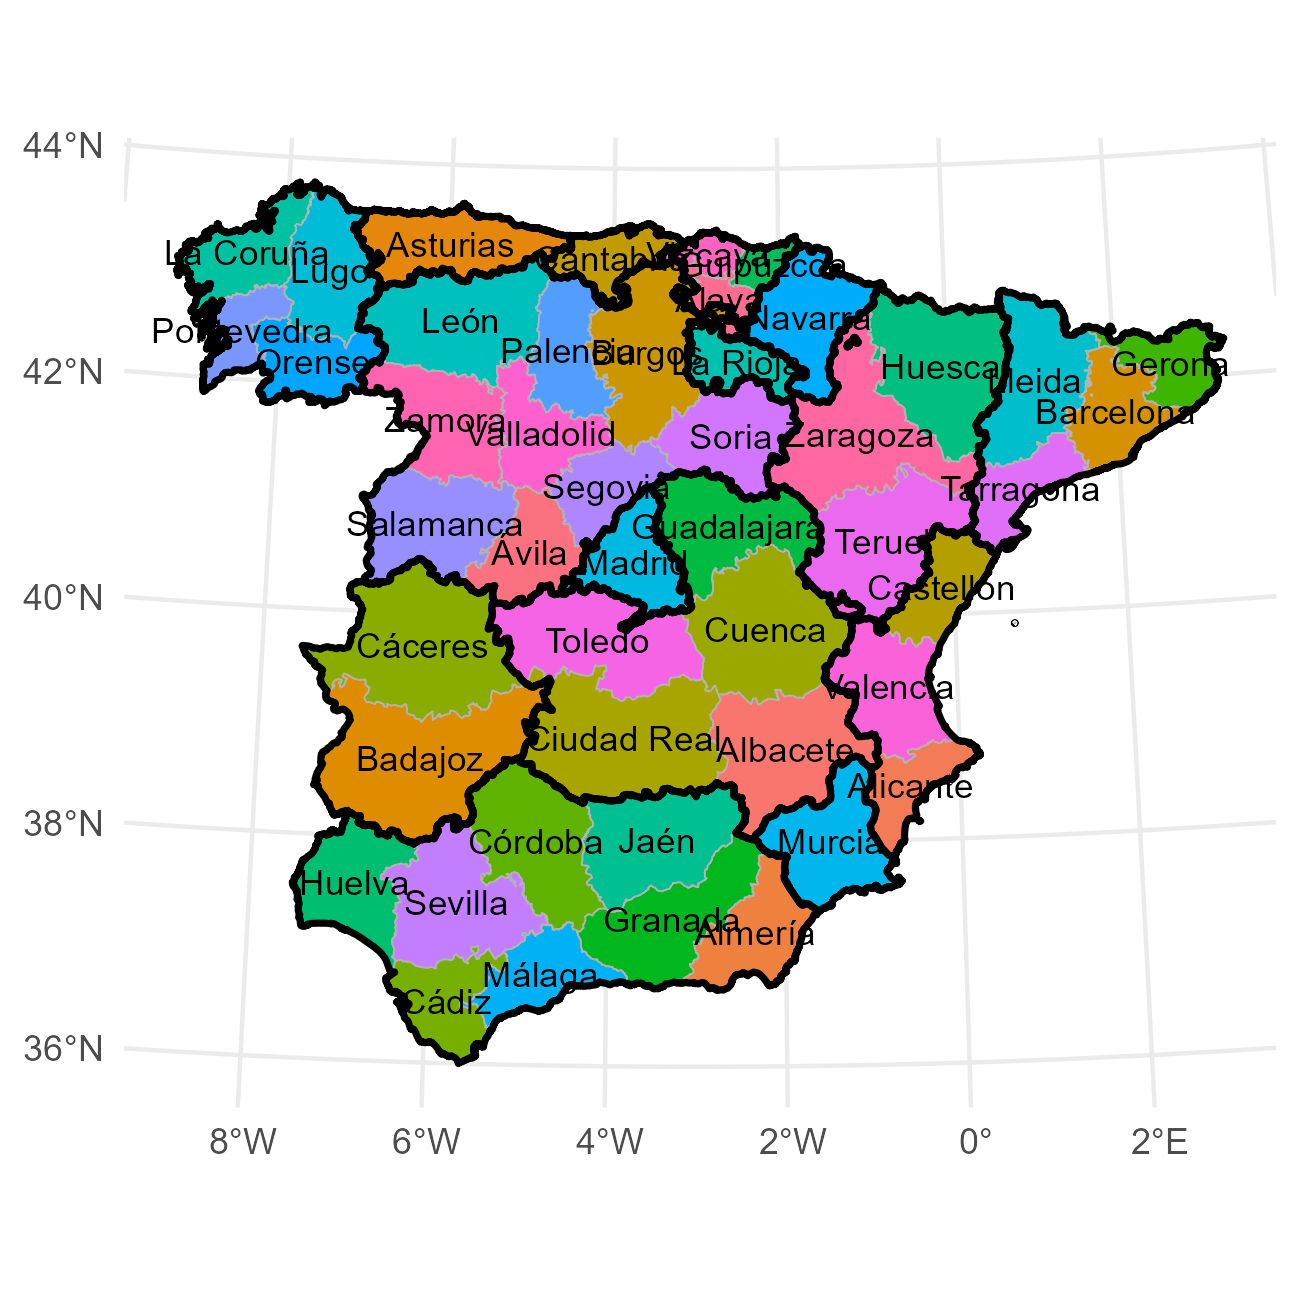 44°N
La Coruña
Lugo
Asturias
Cantabria
Vizcaya
Guipúzcoa
Álava
Navarra
Pontevedra
Orense
León
Palencia
Burgos
La Rioja
Huesca
Lleida
Gerona
Barcelona
42°N
Zamora
Valladolid
Soria
Zaragoza
Tarragona
Segovia
Salamanca
Ávila
Madrid
Guadalajara
Teruel
Castellón
40°N
Cáceres
Toledo
Cuenca
Valencia
Badajoz
Ciudad Real
Albacete
Alicante
38°N
Córdoba
Jaén
Murcia
Huelva
Sevilla
Granada
Almería
Málaga
Cádiz
36°N
8°W
6°W
4°W
2°W
0°
2°E